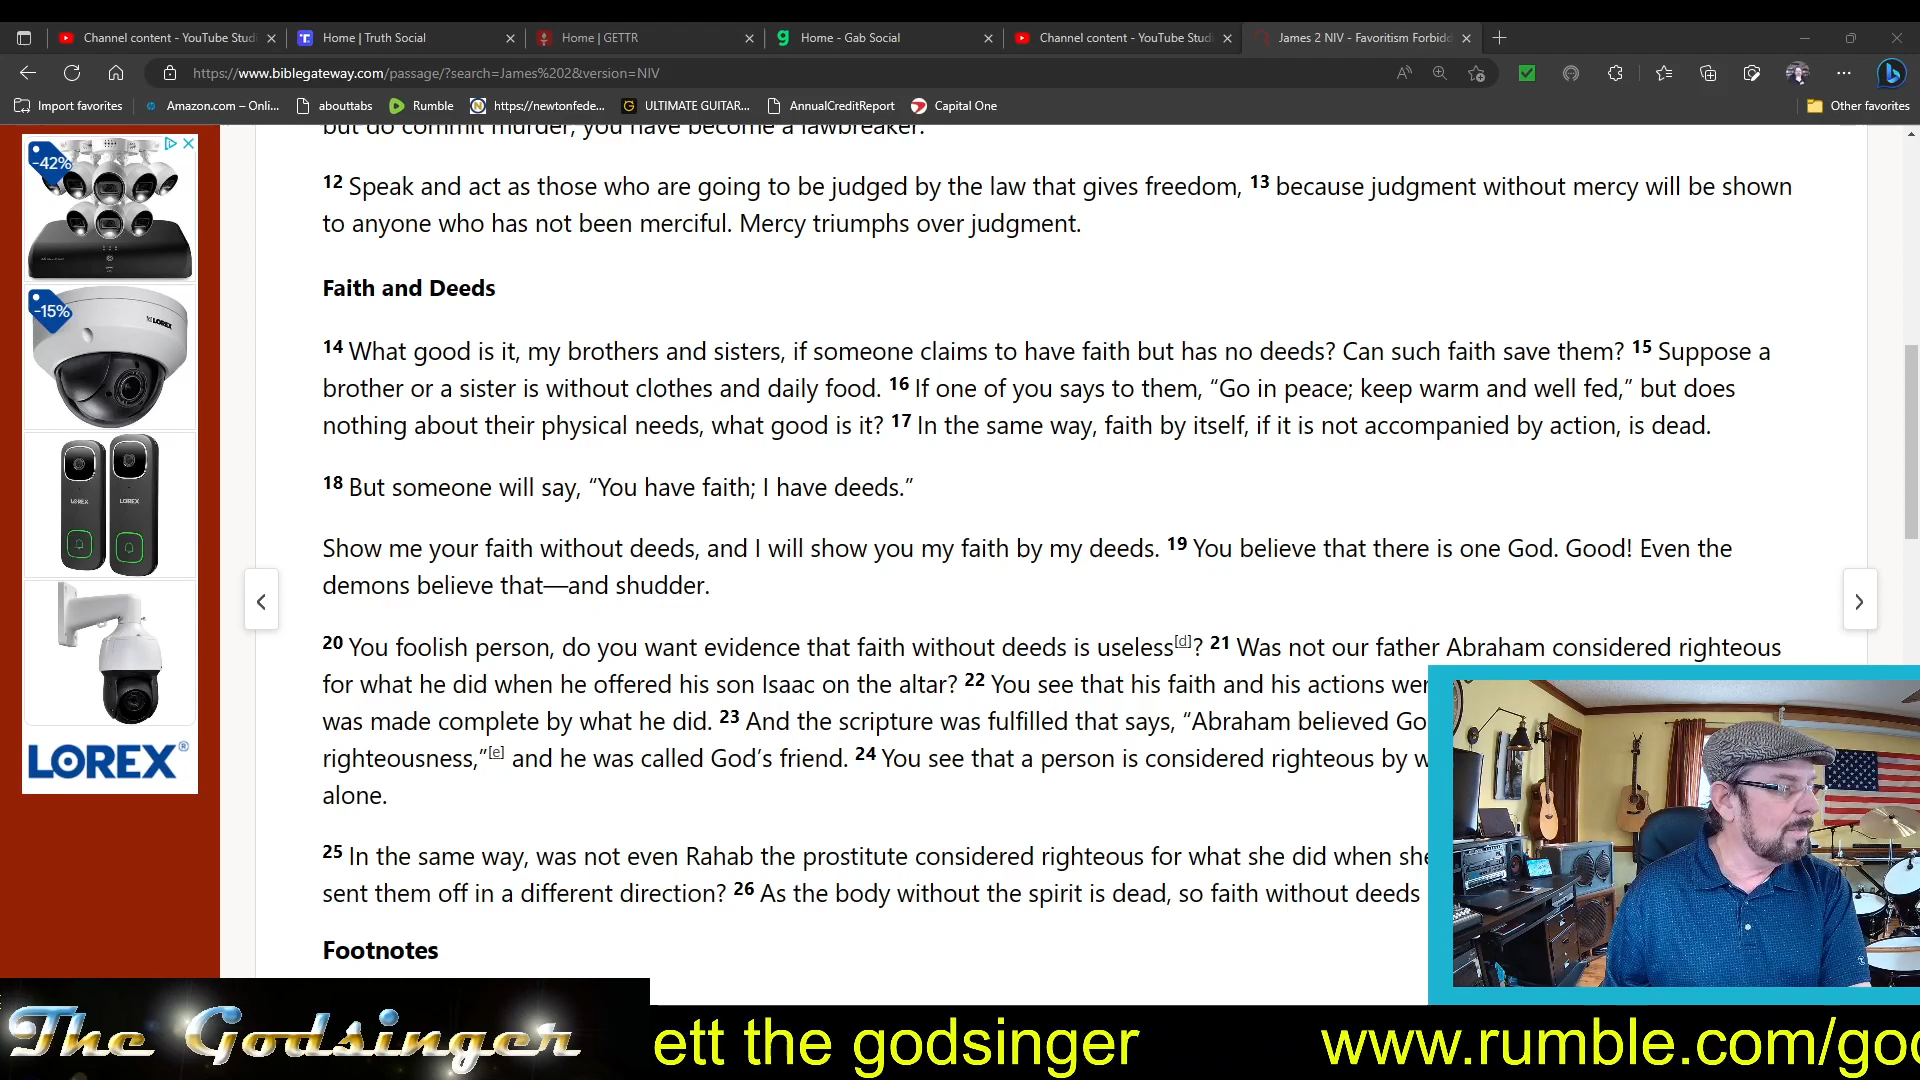 Channel content - YouTube Studi
Home | Truth Social
Home | GETTR
Home - Gab Social
Channel content - YouTube Studi
James 2 NIV - Favoritism Forbidd
https://www.biblegateway.com/passage/?search=James%202&version=NIV
Import favorites
Amazon.com – Onli...
abouttabs
Rumble
https://newtonfede...
ULTIMATE GUITAR...
AnnualCreditReport
Capital One
Other favorites
-42%
-15%
LOREX
LOREX
LOREX
LOREX®
but do commit murder, you have become a lawbreaker.
12 Speak and act as those who are going to be judged by the law that gives freedom, 13 because judgment without mercy will be shown
to anyone who has not been merciful. Mercy triumphs over judgment.
Faith and Deeds
14 What good is it, my brothers and sisters, if someone claims to have faith but has no deeds? Can such faith save them? 15 Suppose a
brother or a sister is without clothes and daily food. 16 If one of you says to them, “Go in peace; keep warm and well fed,” but does
nothing about their physical needs, what good is it? 17 In the same way, faith by itself, if it is not accompanied by action, is dead.
18 But someone will say, “You have faith; I have deeds.”
Show me your faith without deeds, and I will show you my faith by my deeds. 19 You believe that there is one God. Good! Even the
demons believe that—and shudder.
20 You foolish person, do you want evidence that faith without deeds is useless[d]? 21 Was not our father Abraham considered righteous
for what he did when he offered his son Isaac on the altar? 22 You see that his faith and his actions wer
was made complete by what he did. 23 And the scripture was fulfilled that says, “Abraham believed Go
righteousness,”[e] and he was called God’s friend. 24 You see that a person is considered righteous by w
alone.
25 In the same way, was not even Rahab the prostitute considered righteous for what she did when she
sent them off in a different direction? 26 As the body without the spirit is dead, so faith without deeds
Footnotes
The Godsinger
ett the godsinger
www.rumble.com/god